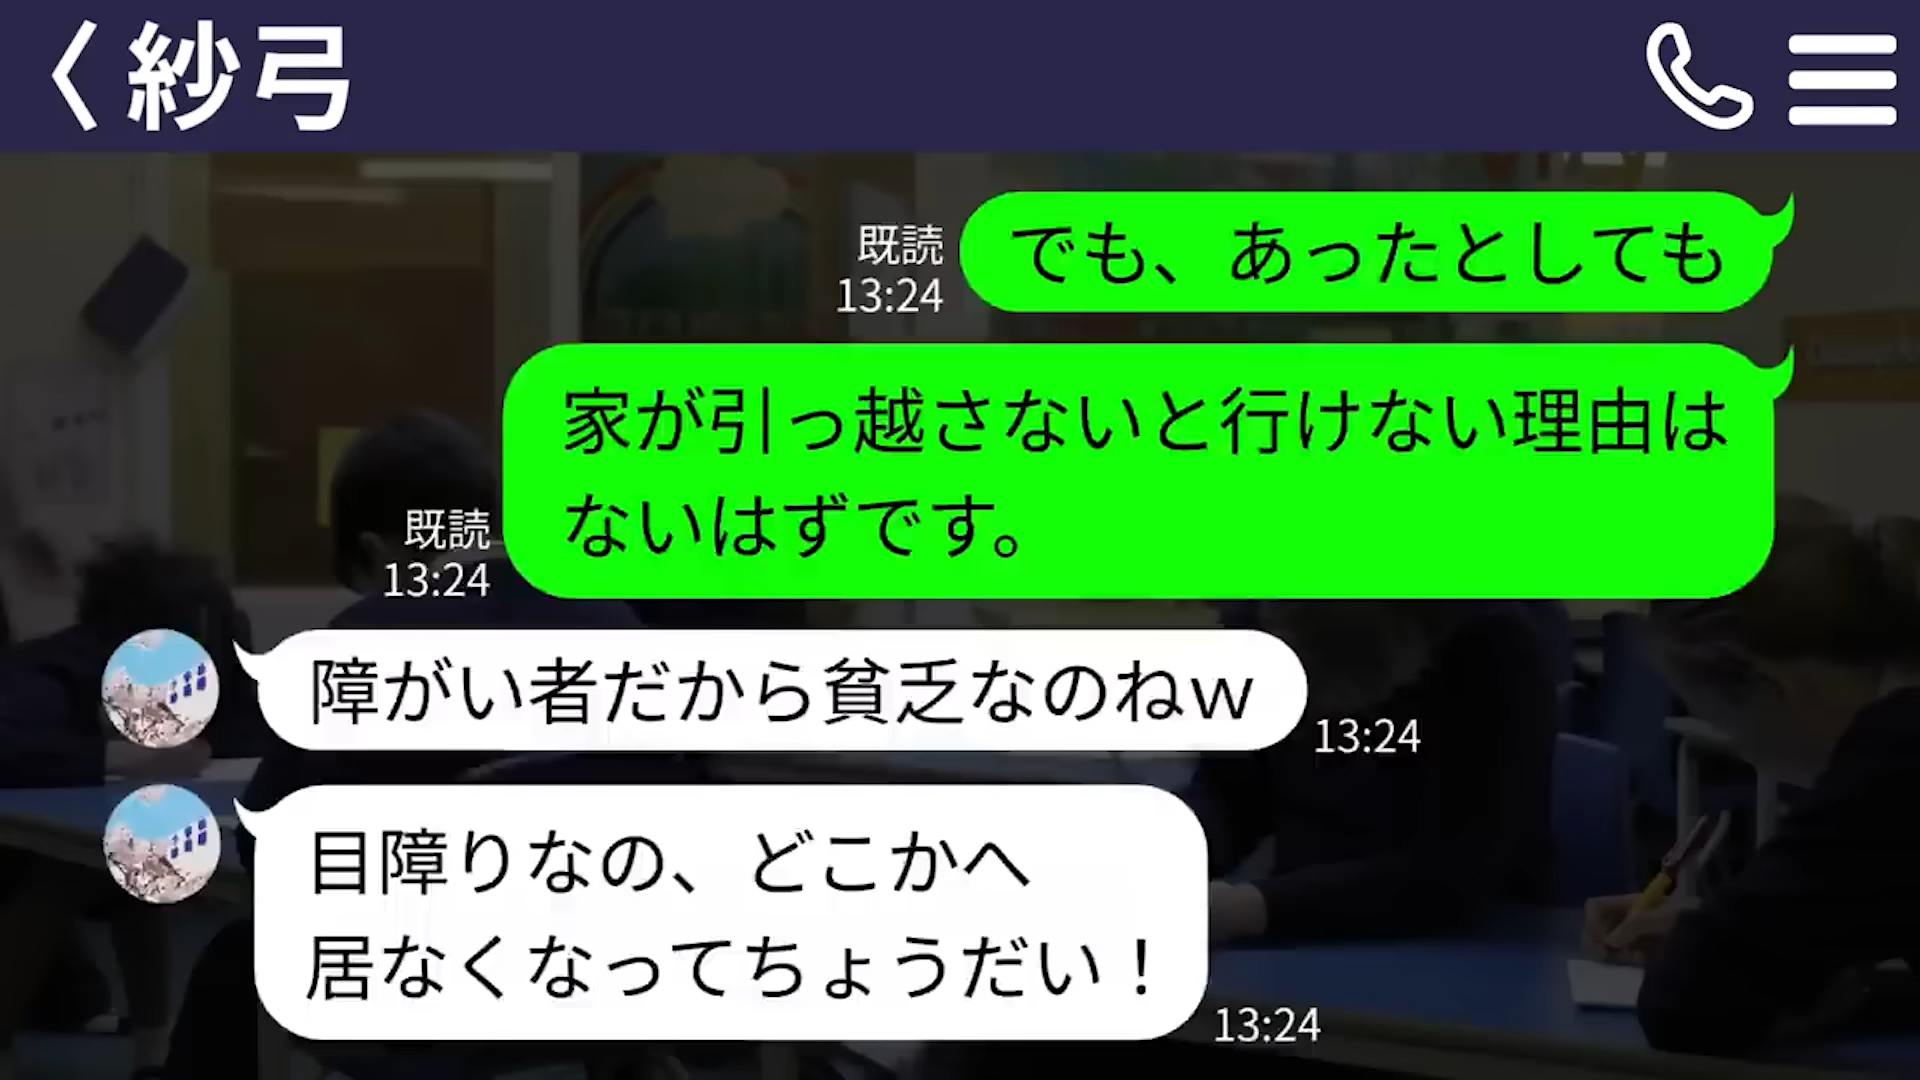 紗弓
でも、あったとしても
既読
13:24
家が引っ越さないと行けない理由は
ないはずです。
既読
13:24
障がい者だから貧乏なのねw
13:24
目障りなの、どこかへ
居なくなってちょうだい！
13:24